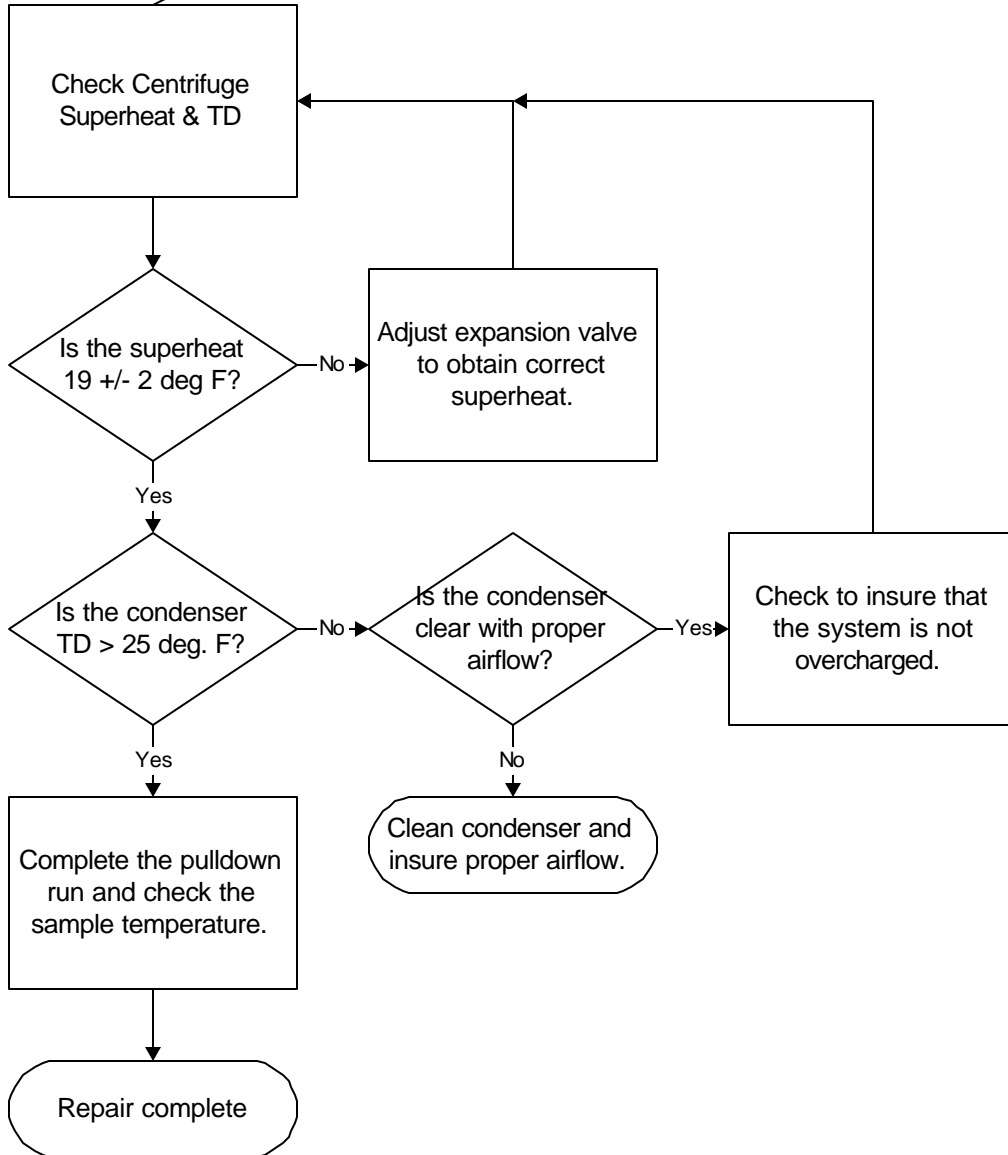 Check Centrifuge
Superheat & TD
Is the superheat
19 +/- 2 deg F?
No
Adjust expansion valve
to obtain correct
superheat.
Yes
Is the condenser
TD > 25 deg. F?
No
Is the condenser
clear with proper
airflow?
Yes
Check to insure that
the system is not
overcharged.
Yes
No
Complete the pulldown
run and check the
sample temperature.
Clean condenser and
insure proper airflow.
Repair complete